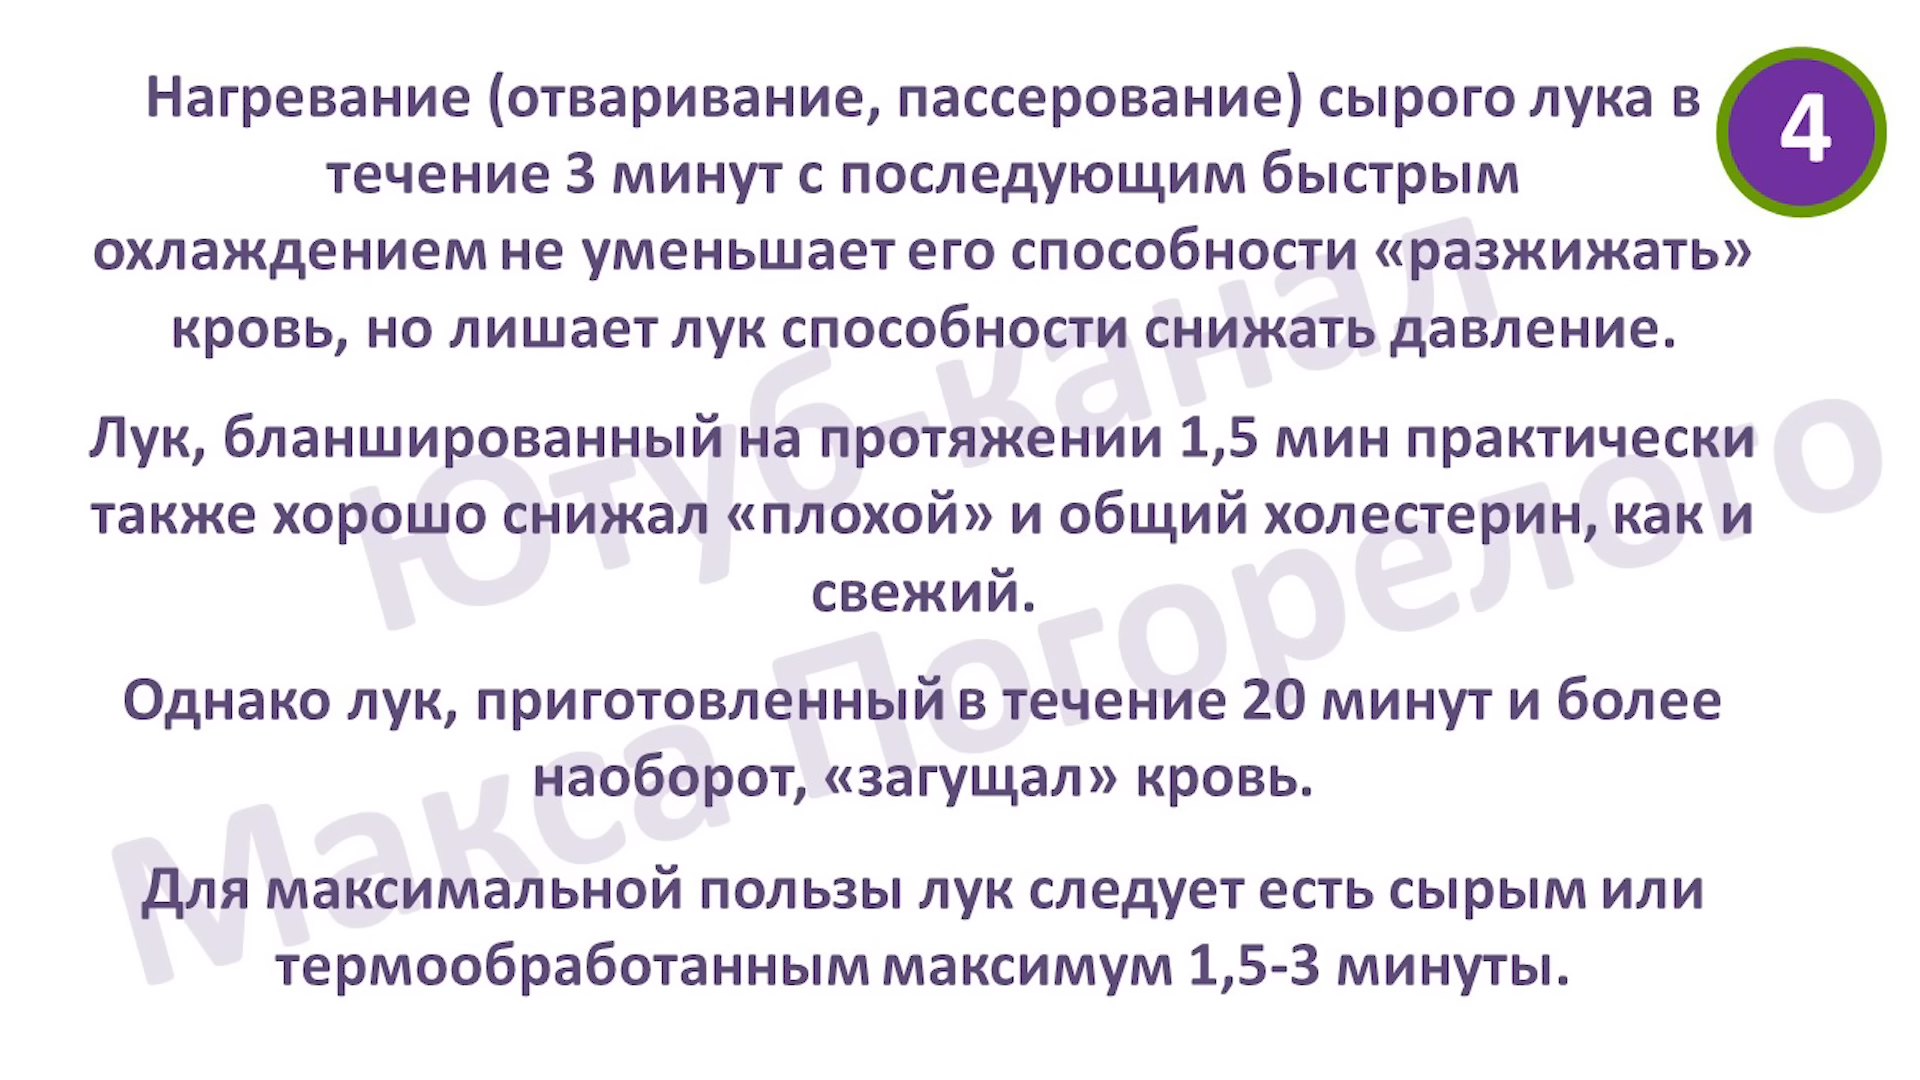 Нагревание (отваривание, пассерование) сырого лука в
4
течение 3 минут с последующим быстрым
охлаждением не уменьшает его способности «разжижать»
кровь, но лишает лук способности снижать давление.
Лук, бланшированный на протяжении 1,5 мин практически
также хорошо снижал «плохой» и общий холестерин, как и
свежий.
Однако лук, приготовленный в течение 20 минут и более
наоборот, «загущал» кровь.
Для максимальной пользы лук следует есть сырым или
термообработанным максимум 1,5-3 минуты.
Ютуб-канал
Макса Погорелого